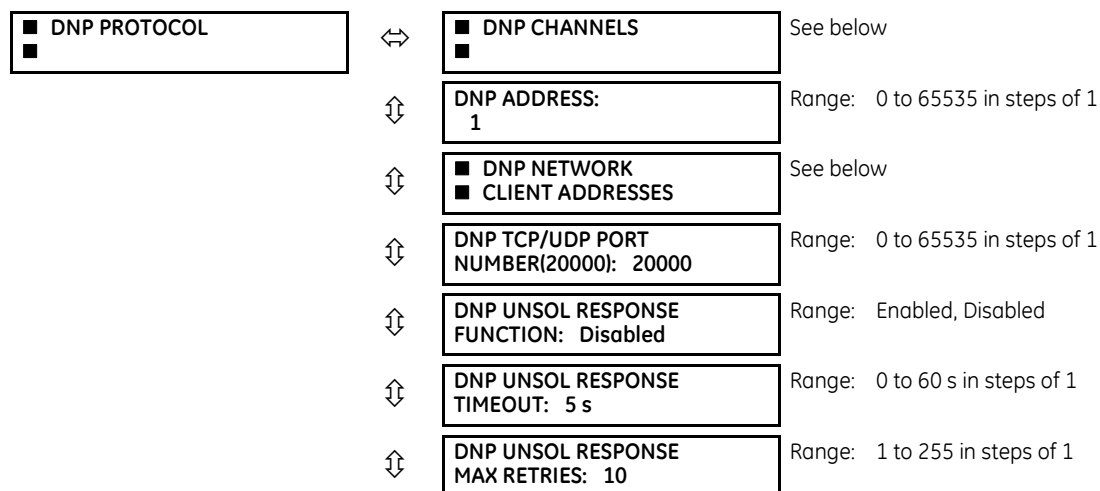 ■ DNP PROTOCOL
■
■ DNP CHANNELS
■
See below
DNP ADDRESS:
1
Range: 0 to 65535 in steps of 1
■ DNP NETWORK
■ CLIENT ADDRESSES
See below
DNP TCP/UDP PORT
NUMBER(20000): 20000
Range: 0 to 65535 in steps of 1
DNP UNSOL RESPONSE
FUNCTION: Disabled
Range: Enabled, Disabled
DNP UNSOL RESPONSE
TIMEOUT: 5 s
Range: 0 to 60 s in steps of 1
DNP UNSOL RESPONSE
MAX RETRIES: 10
Range: 1 to 255 in steps of 1